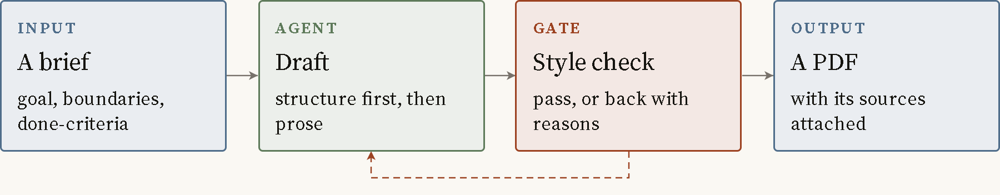 INPUT
A brief
goal, boundaries,
done-criteria
AGENT
Draft
structure first, then
prose
GATE
Style check
pass, or back with
reasons
OUTPUT
A PDF
with its sources
attached